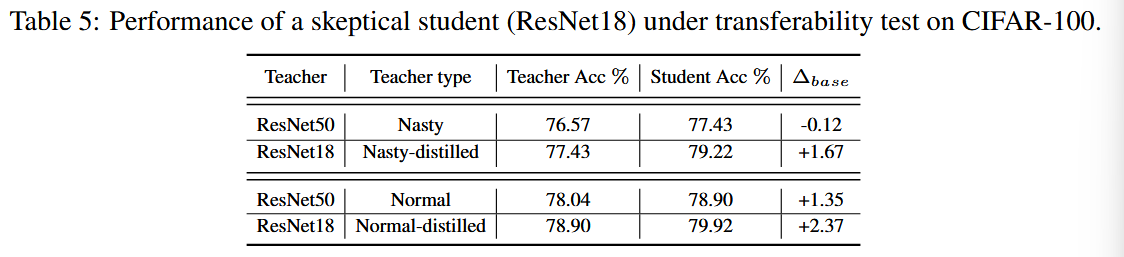 Table 5: Performance of a skeptical student (ResNet18) under transferability test on CIFAR-100.
Teacher Teacher type Teacher Acc % Student Acc % Δbase
ResNet50 Nasty 76.57 77.43 -0.12
ResNet18 Nasty-distilled 77.43 79.22 +1.67
ResNet50 Normal 78.04 78.90 +1.35
ResNet18 Normal-distilled 78.90 79.92 +2.37